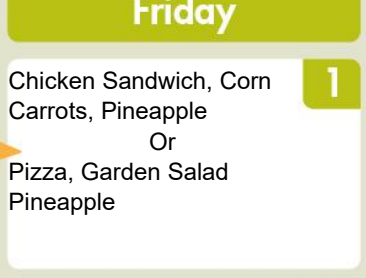 Friday
1
Chicken Sandwich, Corn
Carrots, Pineapple
Or
Pizza, Garden Salad
Pineapple